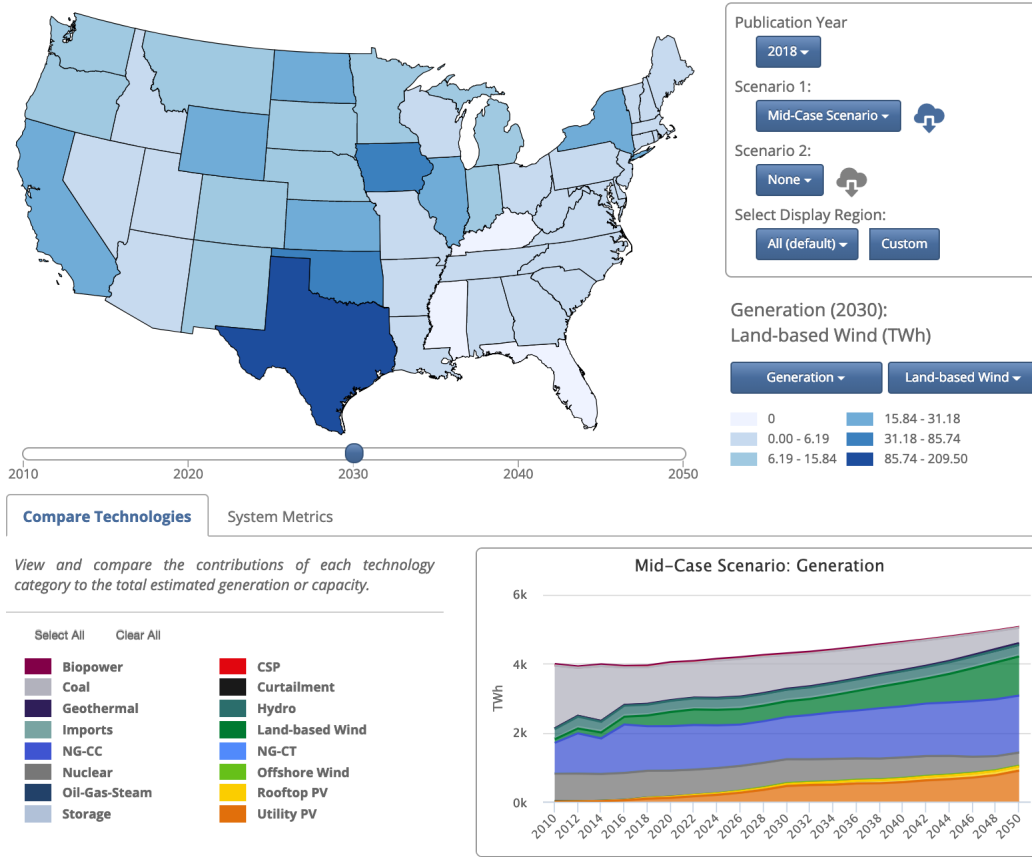 Publication Year
2018
Scenario 1:
Mid-Case Scenario
Scenario 2:
None
Select Display Region:
All (default)
Custom
Generation (2030):
Land-based Wind (TWh)
Generation
Land-based Wind
0
15.84 - 31.18
0.00 - 6.19
31.18 - 85.74
6.19 - 15.84
85.74 - 209.50
2010
2020
2030
2040
2050
Compare Technologies
System Metrics
View and compare the contributions of each technology
category to the total estimated generation or capacity.
Select All
Clear All
Biopower
CSP
Coal
Curtailment
Geothermal
Hydro
Imports
Land-based Wind
NG-CC
NG-CT
Nuclear
Offshore Wind
Oil-Gas-Steam
Rooftop PV
Storage
Utility PV
Mid-Case Scenario: Generation
TWh
6k
4k
2k
0k
2010
2012
2014
2016
2018
2020
2022
2024
2026
2028
2030
2032
2034
2036
2038
2040
2042
2044
2046
2048
2050